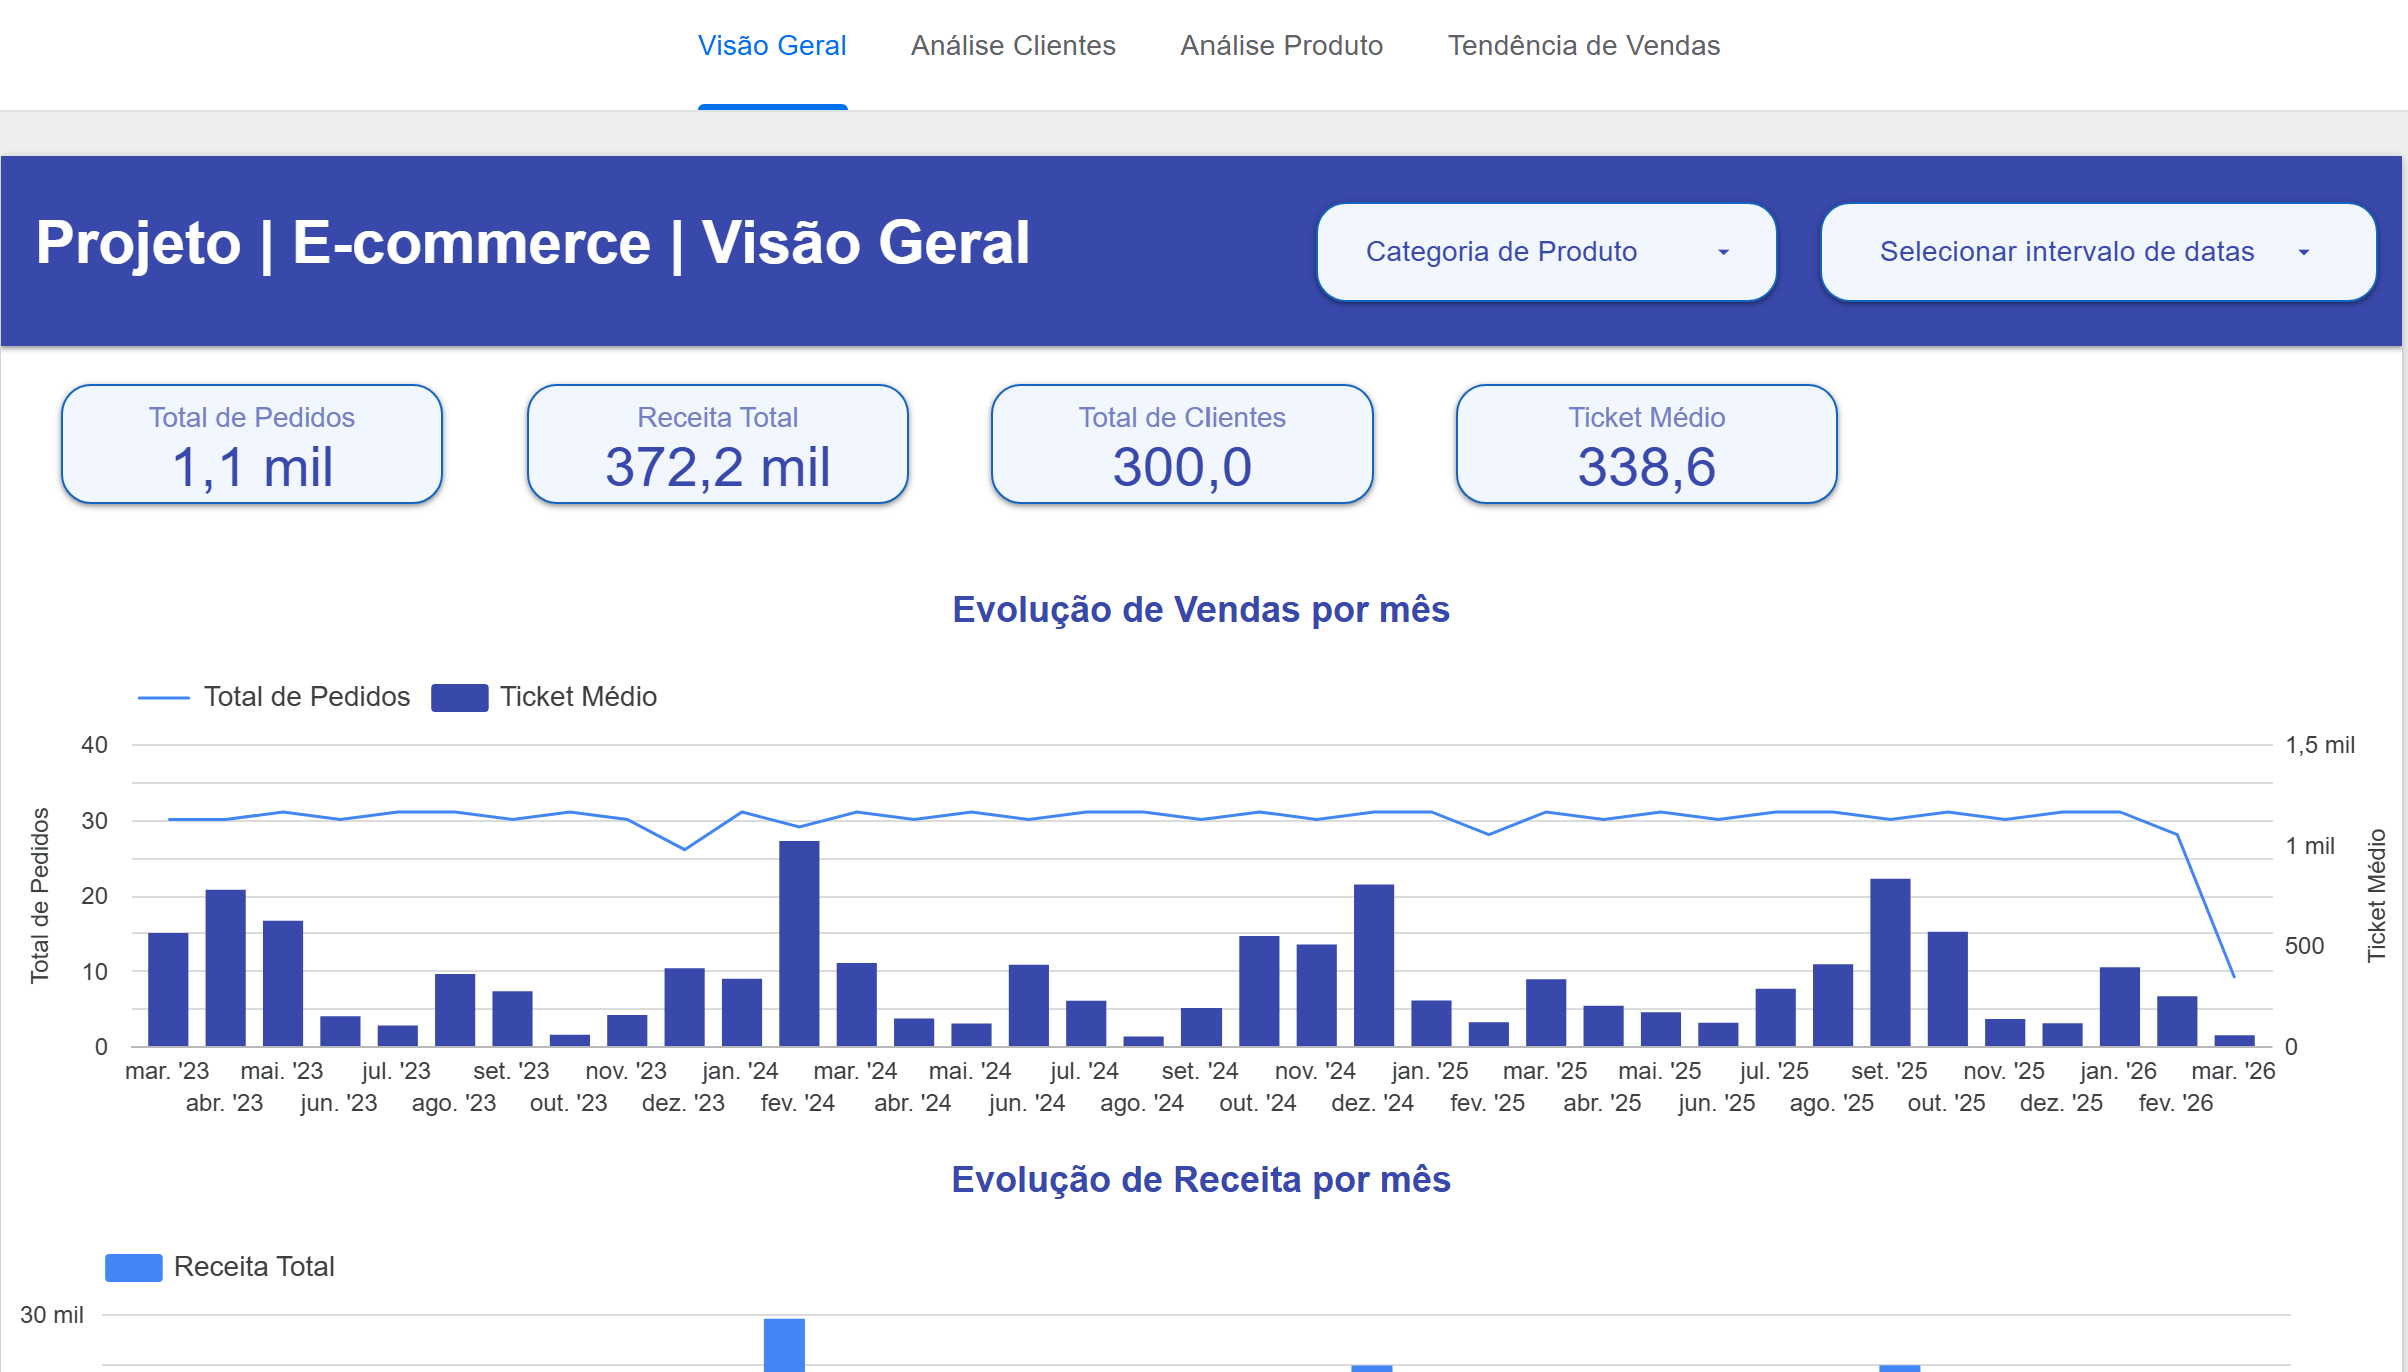 Visão Geral Análise Clientes Análise Produto Tendência de Vendas
Projeto | E-commerce | Visão Geral
Categoria de Produto
Selecionar intervalo de datas
Total de Pedidos
1,1 mil
Receita Total
372,2 mil
Total de Clientes
300,0
Ticket Médio
338,6
Evolução de Vendas por mês
Total de Pedidos Ticket Médio
40
30
20
10
0
Total de Pedidos
1,5 mil
1 mil
500
0
Ticket Médio
mar. '23 mai. '23 jul. '23 set. '23 nov. '23 jan. '24 mar. '24 mai. '24 jul. '24 set. '24 nov. '24 jan. '25 mar. '25 mai. '25 jul. '25 set. '25 nov. '25 jan. '26 mar. '26
abr. '23 jun. '23 ago. '23 out. '23 dez. '23 fev. '24 abr. '24 jun. '24 ago. '24 out. '24 dez. '24 fev. '25 abr. '25 jun. '25 ago. '25 out. '25 dez. '25 fev. '26
Evolução de Receita por mês
Receita Total
30 mil